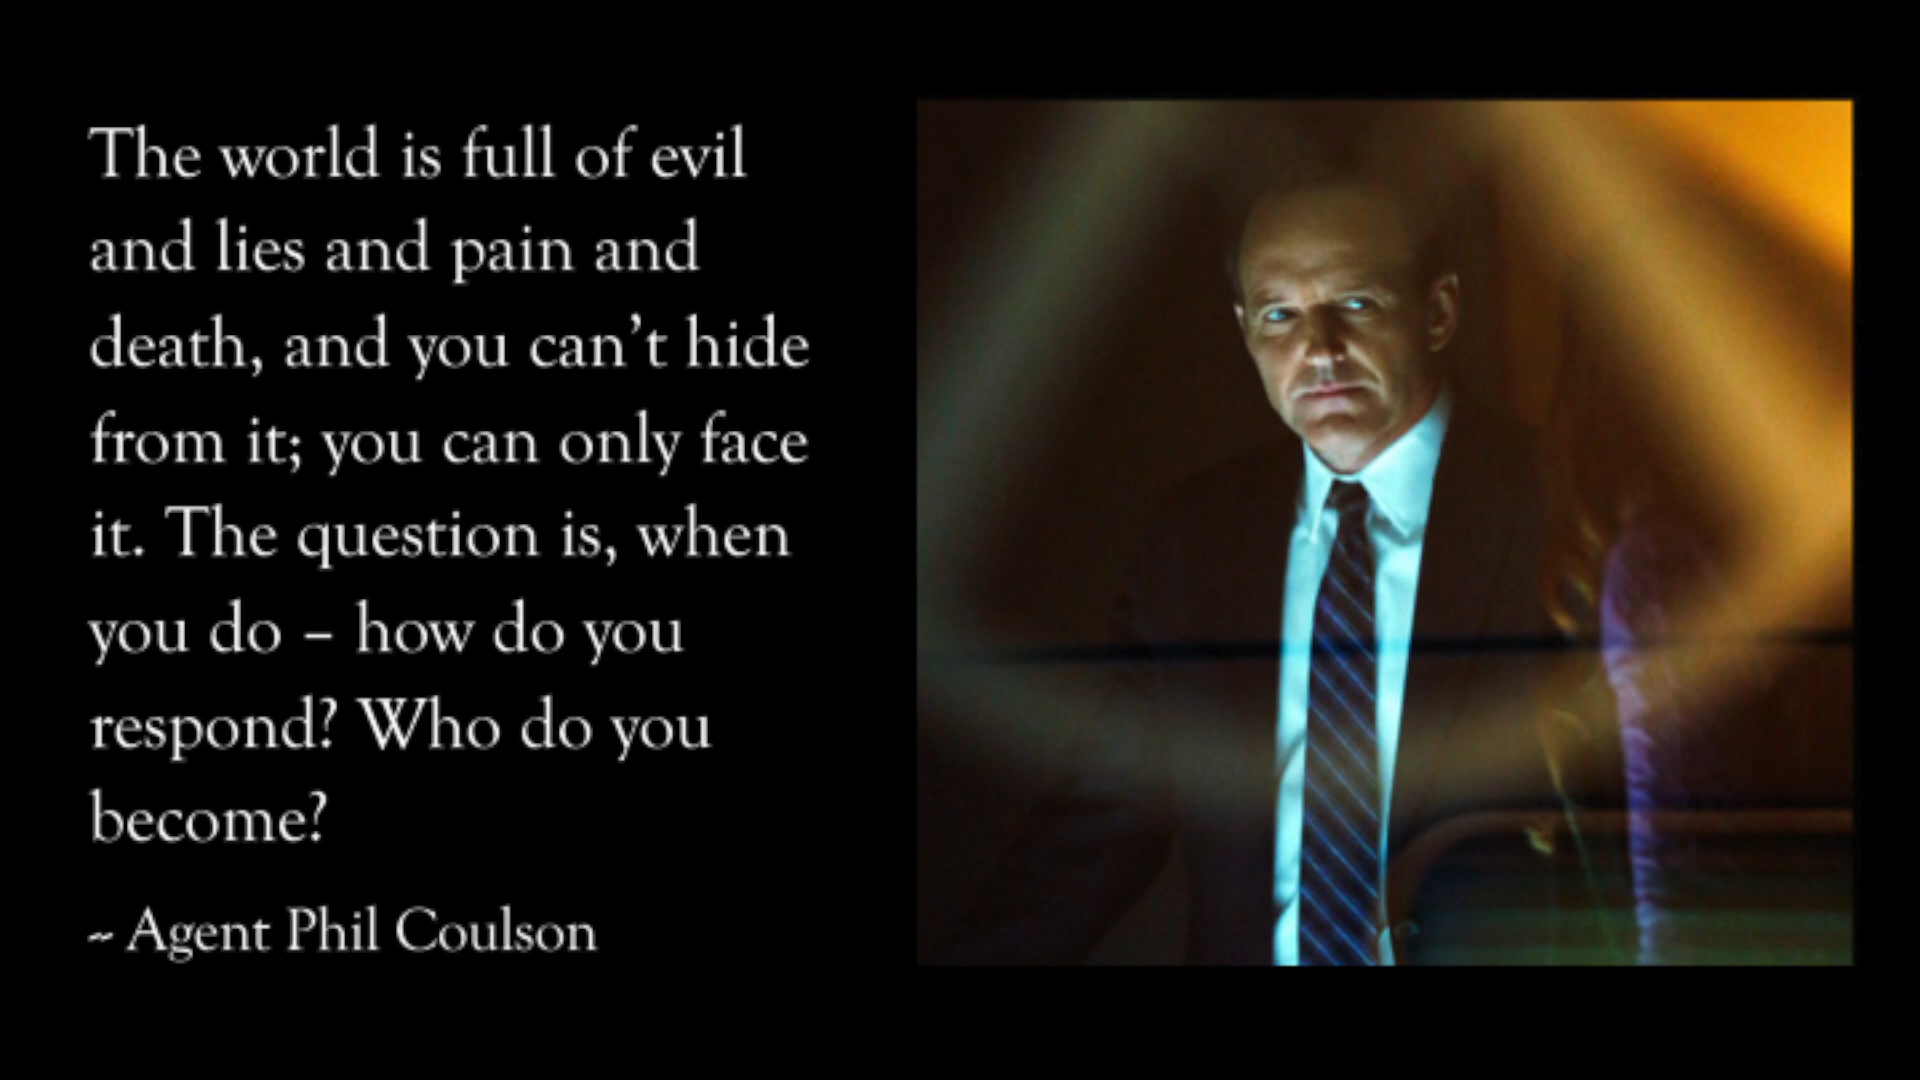 The world is full of evil
and lies and pain and
death, and you can’t hide
from it; you can only face
it. The question is, when
you do – how do you
respond? Who do you
become?
~ Agent Phil Coulson